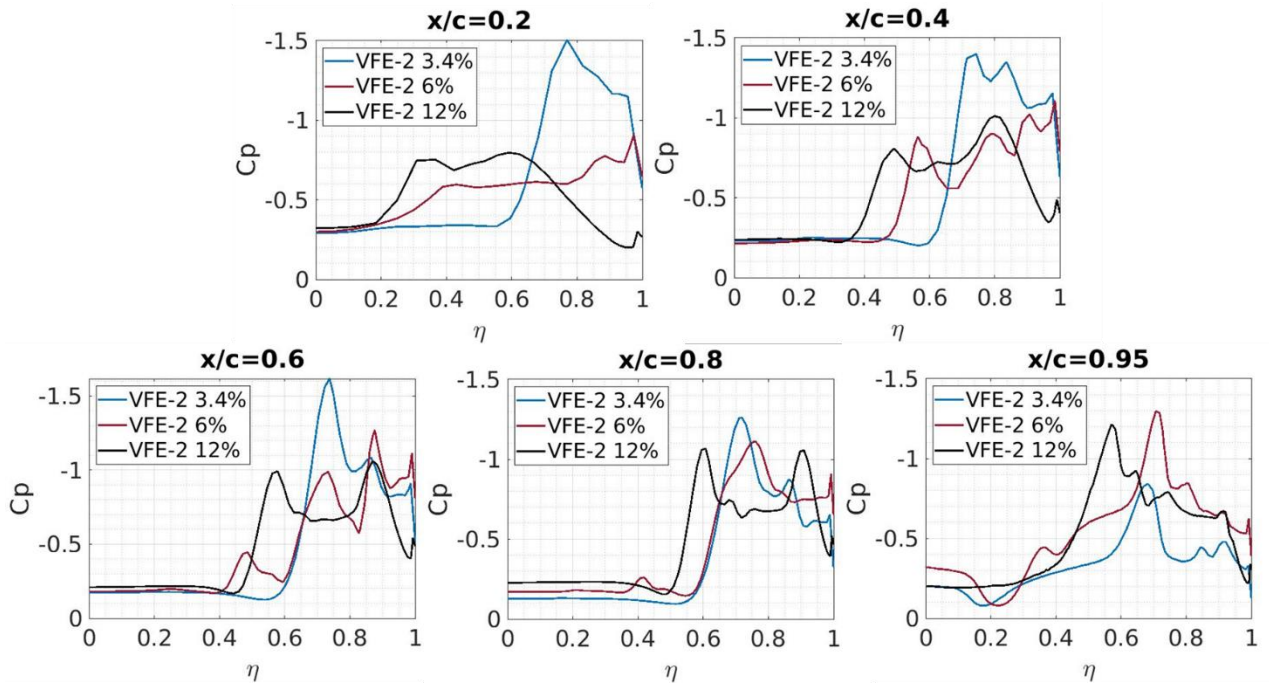 x/c=0.2
-1.5
-1
-0.5
0
Cp
VFE-2 3.4%
VFE-2 6%
VFE-2 12%
0 0.2 0.4 0.6 0.8 1
η
x/c=0.4
-1.5
-1
-0.5
0
Cp
VFE-2 3.4%
VFE-2 6%
VFE-2 12%
0 0.2 0.4 0.6 0.8 1
η
x/c=0.6
-1.5
-1
-0.5
0
Cp
VFE-2 3.4%
VFE-2 6%
VFE-2 12%
0 0.2 0.4 0.6 0.8 1
η
x/c=0.8
-1.5
-1
-0.5
0
Cp
VFE-2 3.4%
VFE-2 6%
VFE-2 12%
0 0.2 0.4 0.6 0.8 1
η
x/c=0.95
-1.5
-1
-0.5
0
Cp
VFE-2 3.4%
VFE-2 6%
VFE-2 12%
0 0.2 0.4 0.6 0.8 1
η